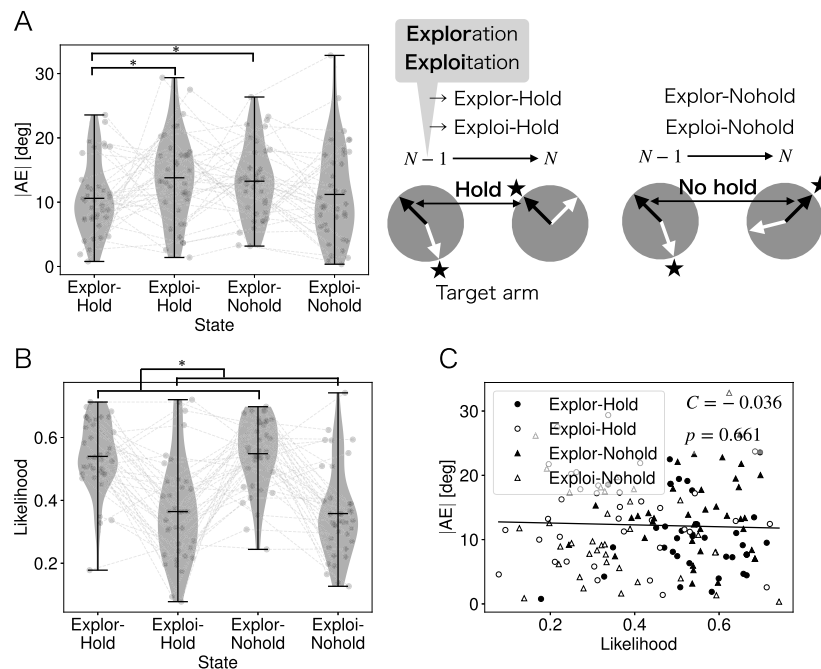 A
|AE| [deg]
30
20
10
0
*
*
Explor-
Hold
Exploi-
Hold
Explor-
Nohold
Exploi-
Nohold
State
Exploration
Exploitation
→ Explor-Hold
→ Exploi-Hold
N − 1
N
Hold
Target arm
Explor-Nohold
Exploi-Nohold
N − 1
N
No hold
B
Likelihood
0.6
0.4
0.2
*
Explor-
Hold
Exploi-
Hold
Explor-
Nohold
Exploi-
Nohold
State
C
|AE| [deg]
30
20
10
0
Explor-Hold
Exploi-Hold
Explor-Nohold
Exploi-Nohold
C = − 0.036
p = 0.661
0.2
0.4
0.6
Likelihood